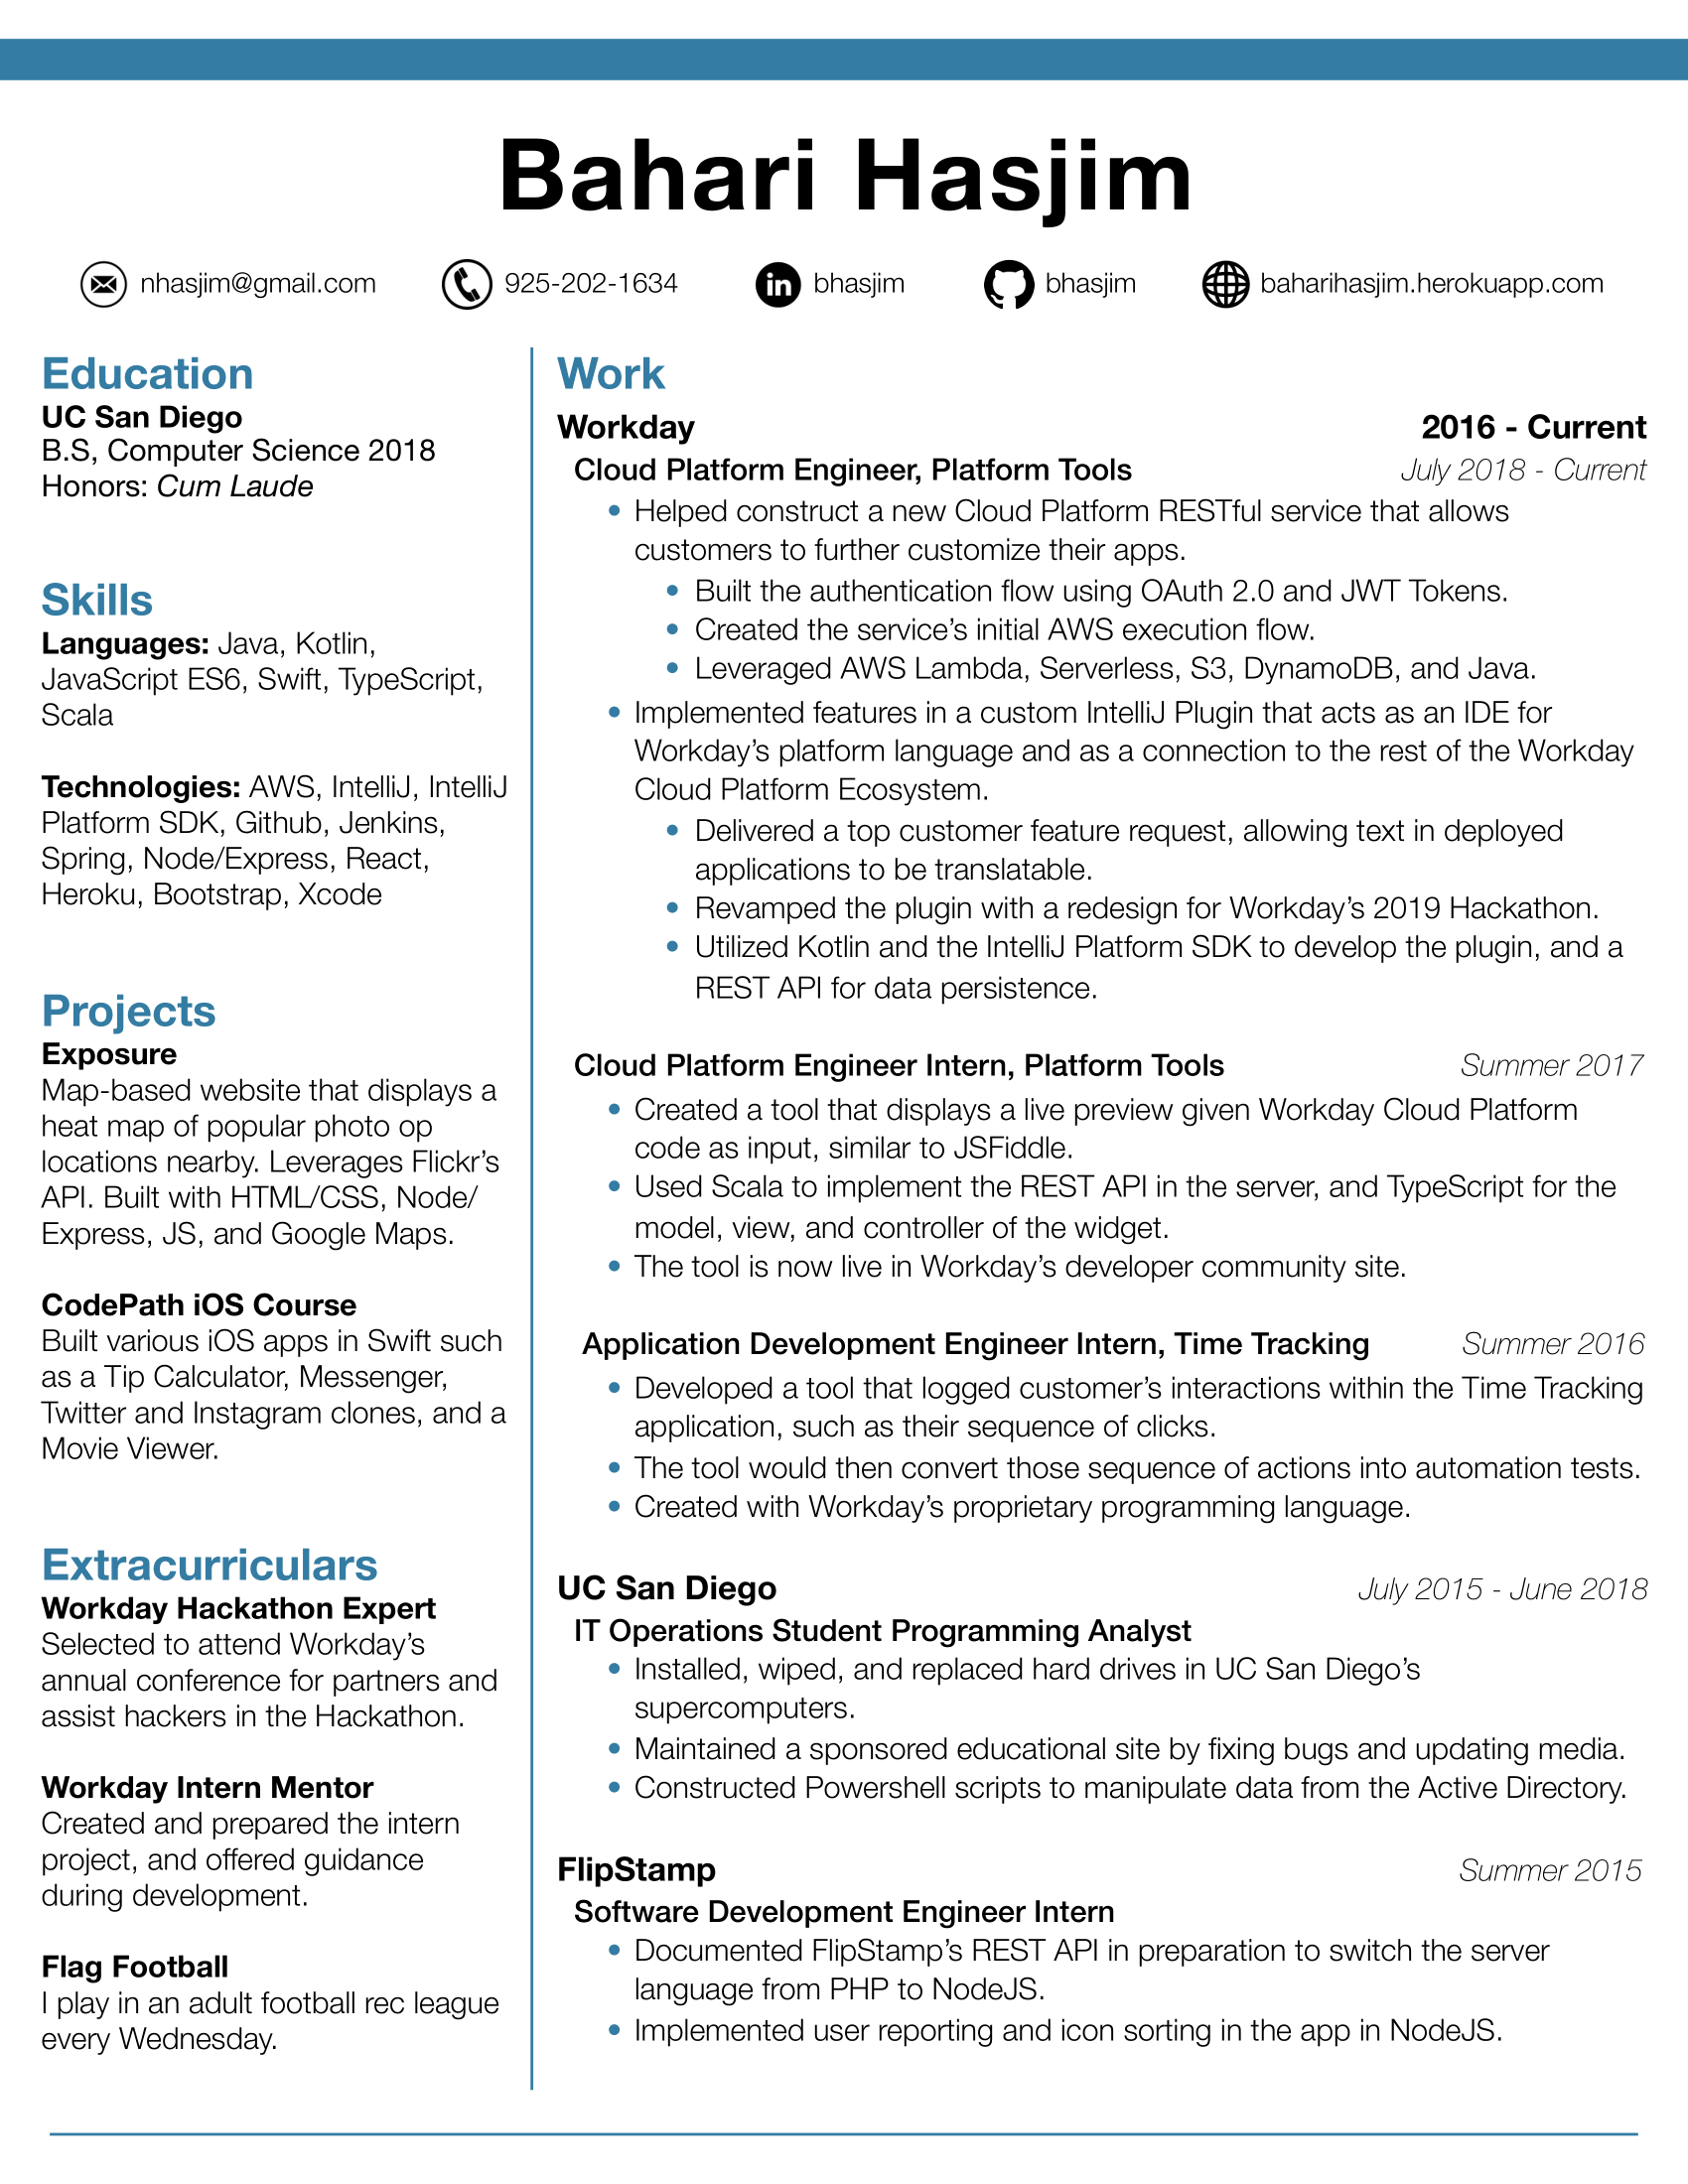 Bahari Hasjim
nhasjim@gmail.com 925-202-1634 bhasjim bhasjim baharihasjim.herokuapp.com
Education
UC San Diego
B.S, Computer Science 2018
Honors: Cum Laude
Skills
Languages: Java, Kotlin,
JavaScript ES6, Swift, TypeScript,
Scala
Technologies: AWS, IntelliJ, IntelliJ
Platform SDK, Github, Jenkins,
Spring, Node/Express, React,
Heroku, Bootstrap, Xcode
Projects
Exposure
Map-based website that displays a
heat map of popular photo op
locations nearby. Leverages Flickr’s
API. Built with HTML/CSS, Node/
Express, JS, and Google Maps.
CodePath iOS Course
Built various iOS apps in Swift such
as a Tip Calculator, Messenger,
Twitter and Instagram clones, and a
Movie Viewer.
Extracurriculars
Workday Hackathon Expert
Selected to attend Workday’s
annual conference for partners and
assist hackers in the Hackathon.
Workday Intern Mentor
Created and prepared the intern
project, and offered guidance
during development.
Flag Football
I play in an adult football rec league
every Wednesday.
Work
Workday 2016 - Current
Cloud Platform Engineer, Platform Tools July 2018 - Current
• Helped construct a new Cloud Platform RESTful service that allows
customers to further customize their apps.
• Built the authentication flow using OAuth 2.0 and JWT Tokens.
• Created the service’s initial AWS execution flow.
• Leveraged AWS Lambda, Serverless, S3, DynamoDB, and Java.
• Implemented features in a custom IntelliJ Plugin that acts as an IDE for
Workday’s platform language and as a connection to the rest of the Workday
Cloud Platform Ecosystem.
• Delivered a top customer feature request, allowing text in deployed
applications to be translatable.
• Revamped the plugin with a redesign for Workday’s 2019 Hackathon.
• Utilized Kotlin and the IntelliJ Platform SDK to develop the plugin, and a
REST API for data persistence.
Cloud Platform Engineer Intern, Platform Tools Summer 2017
• Created a tool that displays a live preview given Workday Cloud Platform
code as input, similar to JSFiddle.
• Used Scala to implement the REST API in the server, and TypeScript for the
model, view, and controller of the widget.
• The tool is now live in Workday’s developer community site.
Application Development Engineer Intern, Time Tracking Summer 2016
• Developed a tool that logged customer’s interactions within the Time Tracking
application, such as their sequence of clicks.
• The tool would then convert those sequence of actions into automation tests.
• Created with Workday’s proprietary programming language.
UC San Diego July 2015 - June 2018
IT Operations Student Programming Analyst
• Installed, wiped, and replaced hard drives in UC San Diego’s
supercomputers.
• Maintained a sponsored educational site by fixing bugs and updating media.
• Constructed Powershell scripts to manipulate data from the Active Directory.
FlipStamp Summer 2015
Software Development Engineer Intern
• Documented FlipStamp’s REST API in preparation to switch the server
language from PHP to NodeJS.
• Implemented user reporting and icon sorting in the app in NodeJS.